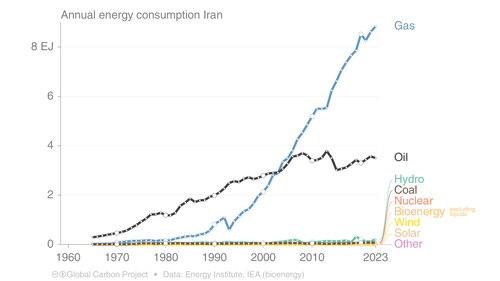 Annual energy consumption Iran
Gas
8 EJ
6
4
2
0
Oil
Hydro
Coal
Nuclear
Bioenergy excluding liquids
Wind
Solar
Other
1960 1970 1980 1990 2000 2010 2023
Global Carbon Project • Data: Energy Institute, IEA (bioenergy)